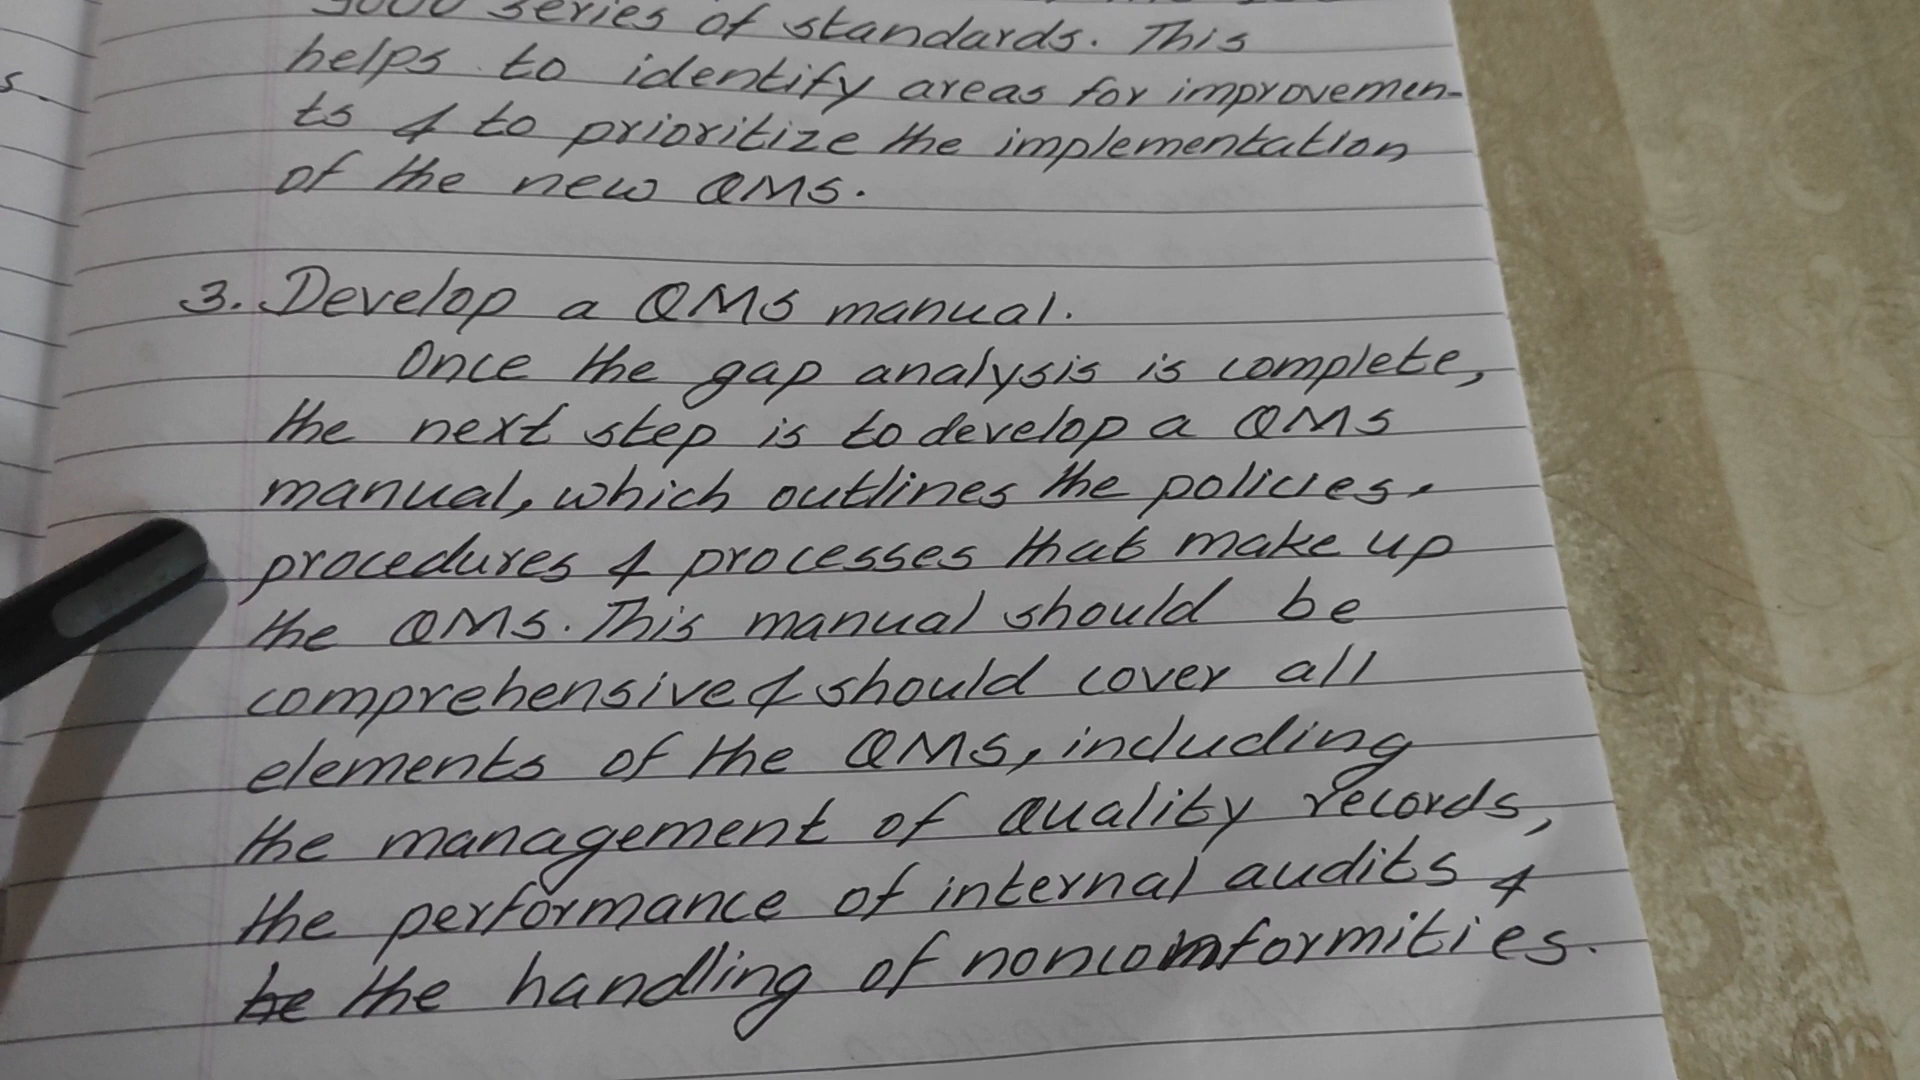 9000 series of standards. This
helps to identify areas for improvemen-
ts & to prioritize the implementation
of the new QMS.
3. Develop a QMS manual.
Once the gap analysis is complete,
the next step is to develop a QMS
manual, which outlines the policies,
procedures & processes that make up
the QMS. This manual should be
comprehensive & should cover all
elements of the QMS, including
the management of quality records,
the performance of internal audits &
the handling of nonconformities.